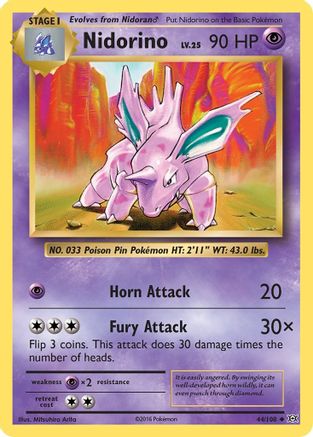 STAGE 1 Evolves from Nidoran♂ Put Nidorino on the Basic Pokémon
Nidorino LV.25 90 HP
NO. 033 Poison Pin Pokémon HT: 2'11" WT: 43.0 lbs.
Horn Attack 20
Fury Attack 30×
Flip 3 coins. This attack does 30 damage times the
number of heads.
weakness ×2 resistance
retreat
cost
It is easily angered. By swinging its
well-developed horn wildly, it can
even punch through diamond.
Illus. Mitsuhiro Arita ©2016 Pokémon 44/108